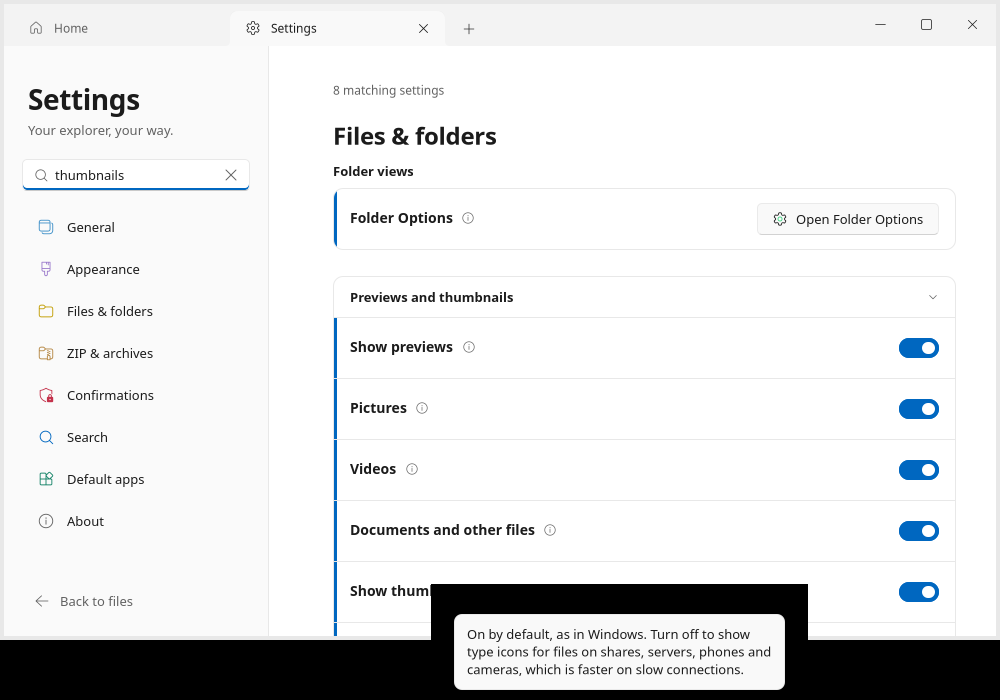 Home
Settings
Settings
Your explorer, your way.
thumbnails
General
Appearance
Files & folders
ZIP & archives
Confirmations
Search
Default apps
About
Back to files
8 matching settings
Files & folders
Folder views
Folder Options
Open Folder Options
Previews and thumbnails
Show previews
Pictures
Videos
Documents and other files
Show
On by default, as in Windows. Turn off to show
type icons for files on shares, servers, phones and
cameras, which is faster on slow connections.